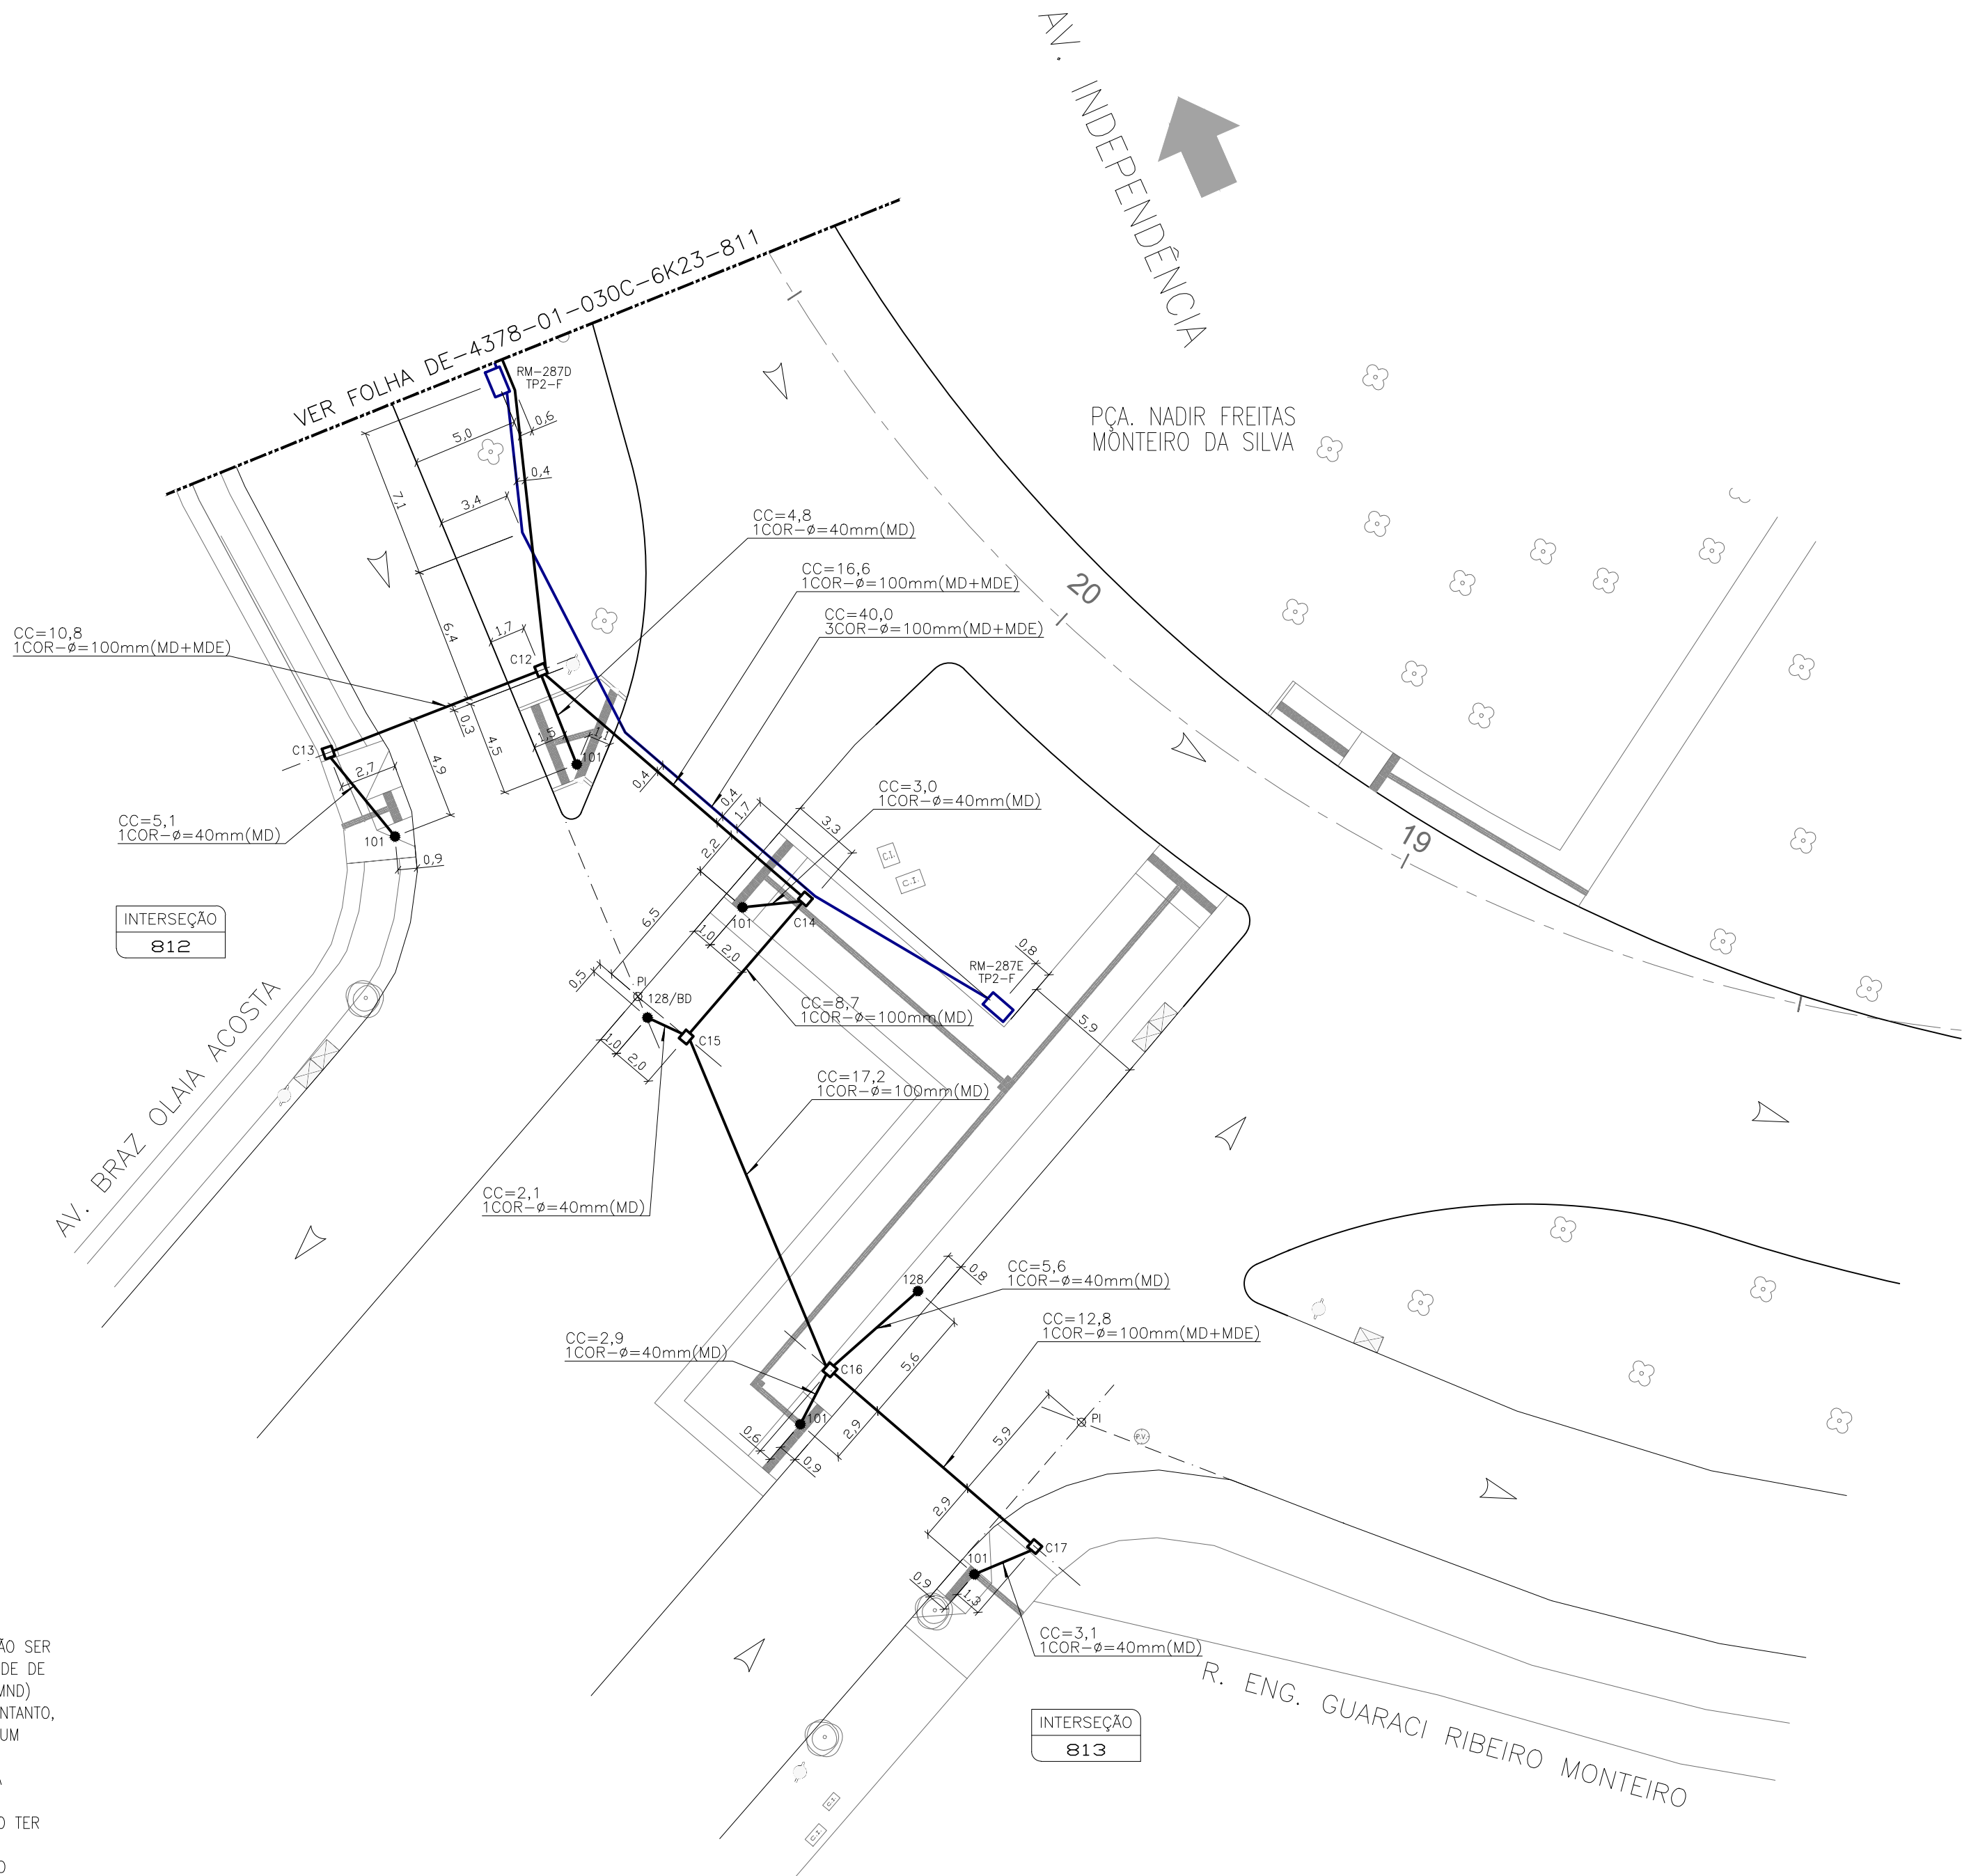 AV. INDEPENDÊNCIA
VER FOLHA DE-4378-01-030C-6K23-811
RM-287D
TP2-F
PÇA. NADIR FREITAS
MONTEIRO DA SILVA
0,6
5,0
0,4
7,1
3,4
CC=4,8
1COR-ø=40mm(MD)
CC=16,6
1COR-ø=100mm(MD+MDE)
CC=40,0
3COR-ø=100mm(MD+MDE)
20
6,4
1,7
CC=10,8
1COR-ø=100mm(MD+MDE)
C12
0,3
4,5
1,5
1,1
101
C13
2,7
4,9
0,4
0,4
1,7
CC=3,0
1COR-ø=40mm(MD)
CC=5,1
1COR-ø=40mm(MD)
101
0,9
2,2
3,3
C.I.
C.I.
19
INTERSEÇÃO
812
6,5
101
C14
1,0
2,0
0,8
RM-287E
TP2-F
0,5
PI
128/BD
CC=8,7
1COR-ø=100mm(MD)
5,9
AV. BRAZ OLAIA ACOSTA
1,0
2,0
C15
CC=17,2
1COR-ø=100mm(MD)
CC=2,1
1COR-ø=40mm(MD)
128
0,8
CC=5,6
1COR-ø=40mm(MD)
CC=12,8
1COR-ø=100mm(MD+MDE)
CC=2,9
1COR-ø=40mm(MD)
C16
5,6
101
2,9
0,6
0,9
5,9
PI
P.V.
2,9
C17
101
0,9
1,3
CC=3,1
1COR-ø=40mm(MD)
R. ENG. GUARACI RIBEIRO MONTEIRO
INTERSEÇÃO
813
C.I.
C.I.
ÃO SER
DE DE
MND)
NTANTO,
UM
A
O TER
O